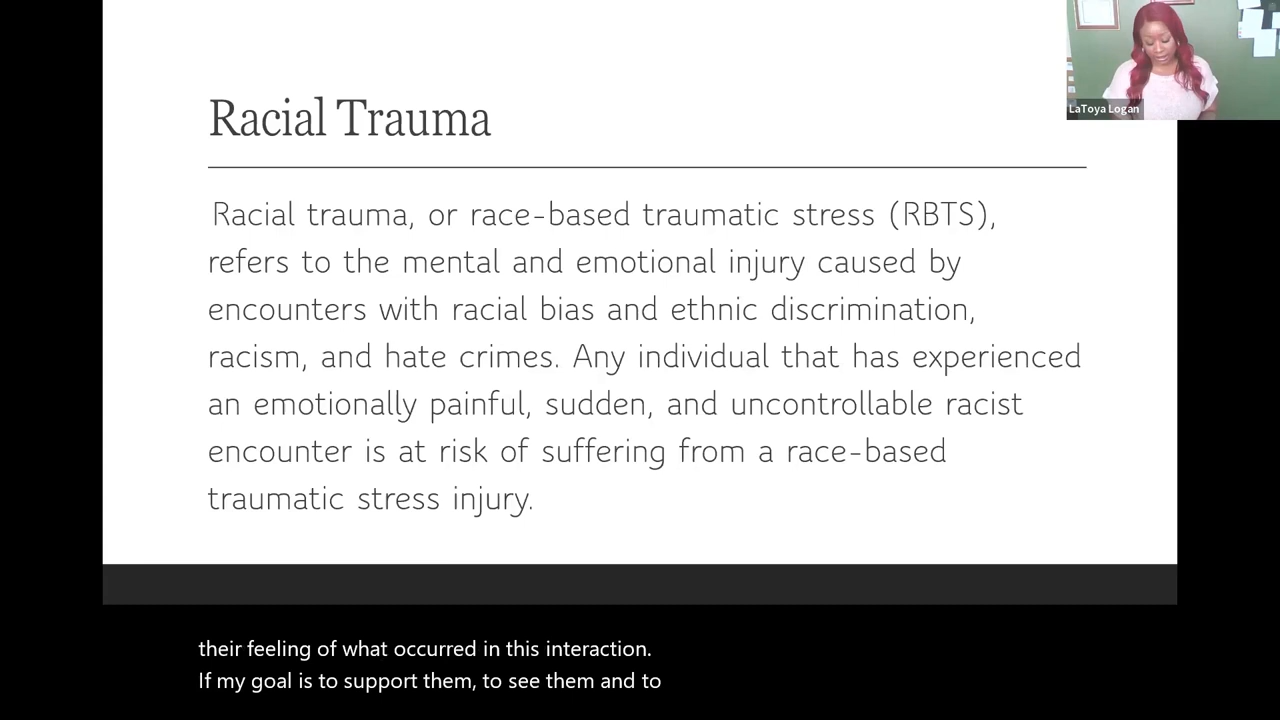 LaToya Logan
Racial Trauma
Racial trauma, or race-based traumatic stress (RBTS),
refers to the mental and emotional injury caused by
encounters with racial bias and ethnic discrimination,
racism, and hate crimes. Any individual that has experienced
an emotionally painful, sudden, and uncontrollable racist
encounter is at risk of suffering from a race-based
traumatic stress injury.
their feeling of what occurred in this interaction.
If my goal is to support them, to see them and to